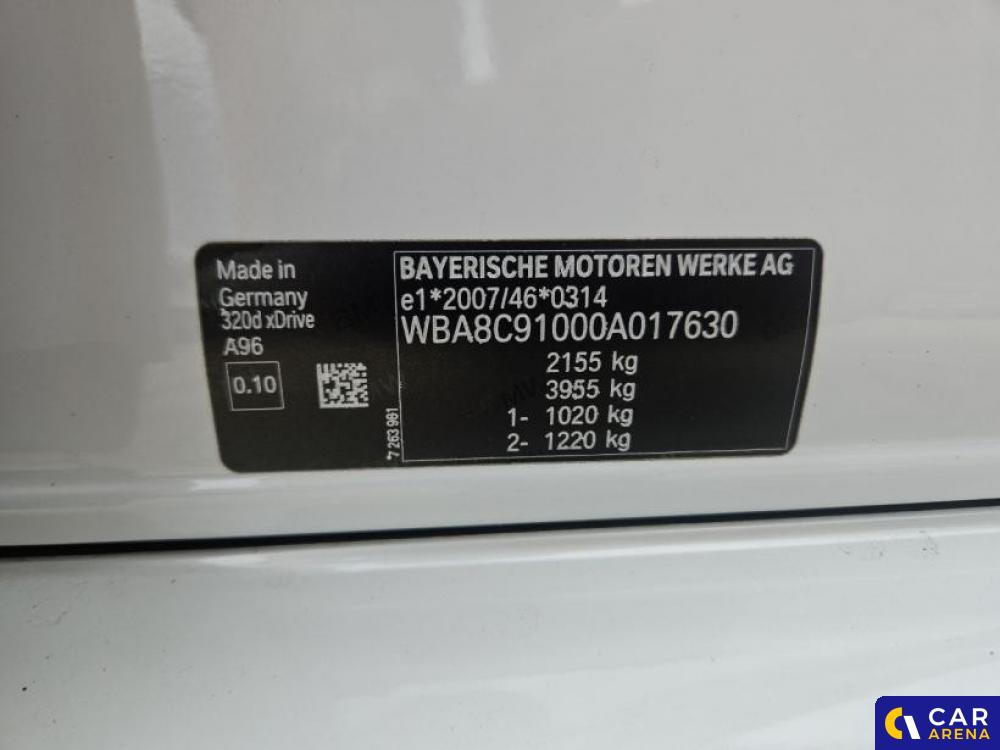 Made in
Germany
320d xDrive
A96
0.10
7 263 961
BAYERISCHE MOTOREN WERKE AG
e1*2007/46*0314
WBA8C91000A017630
2155 kg
3955 kg
1- 1020 kg
2- 1220 kg
CAR
ARENA